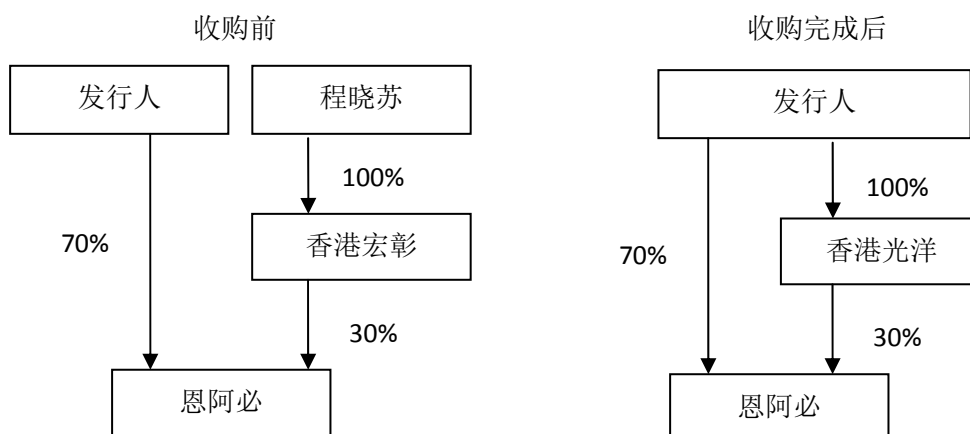 收购前
收购完成后
发行人
程晓苏
发行人
100%
100%
70%
香港宏彰
70%
香港光洋
30%
30%
恩阿必
恩阿必